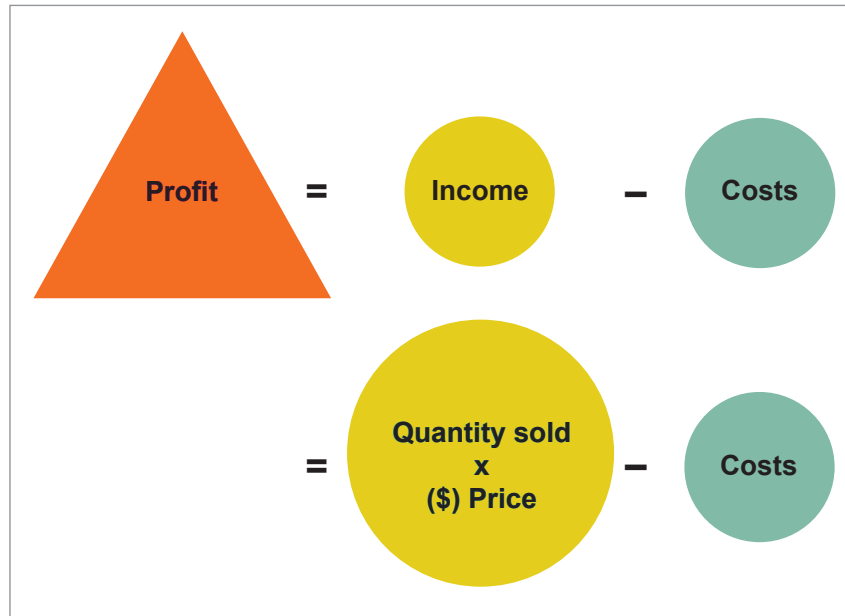 Profit = Income – Costs
= Quantity sold
x
($) Price – Costs